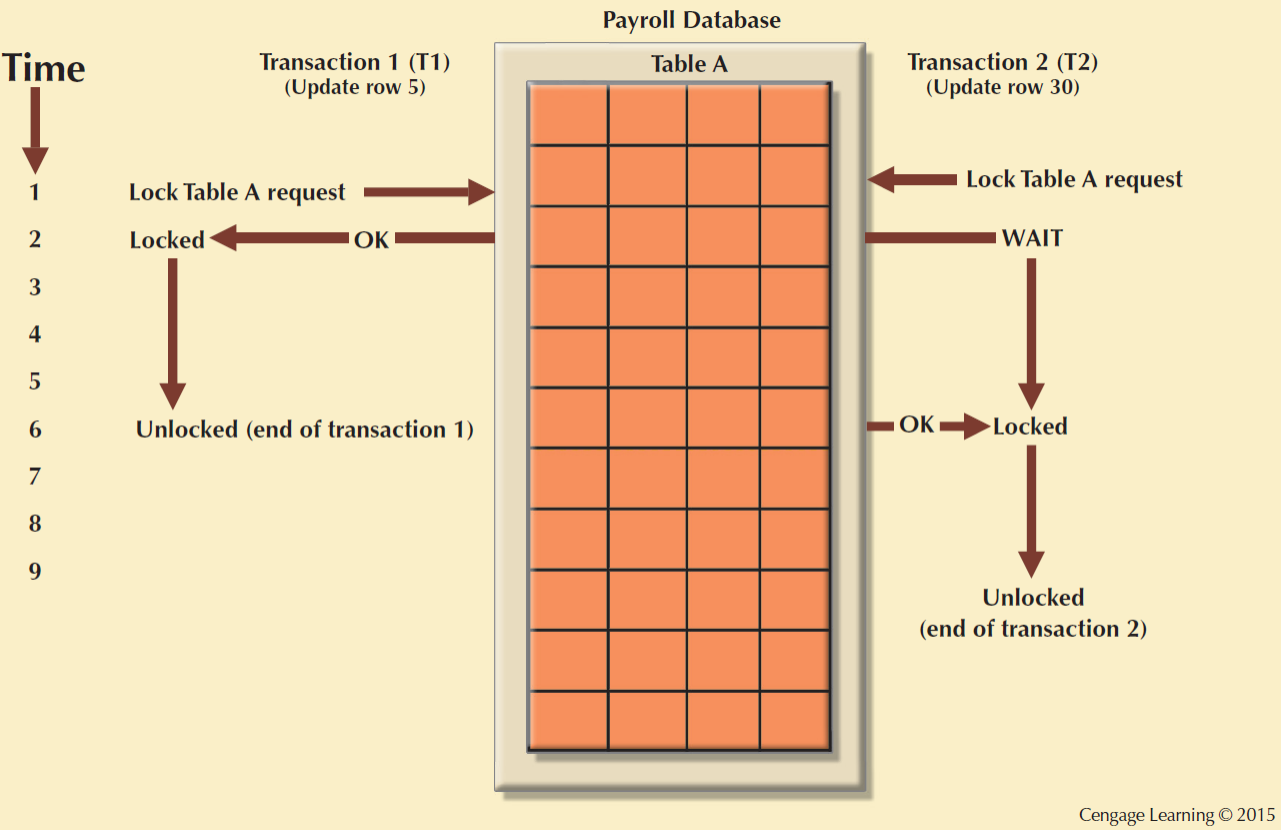 Payroll Database
Time
Transaction 1 (T1)
(Update row 5)
Table A
Transaction 2 (T2)
(Update row 30)
1
Lock Table A request
Lock Table A request
2
Locked
OK
WAIT
3
4
5
6
Unlocked (end of transaction 1)
OK
Locked
7
8
9
Unlocked
(end of transaction 2)
Cengage Learning © 2015